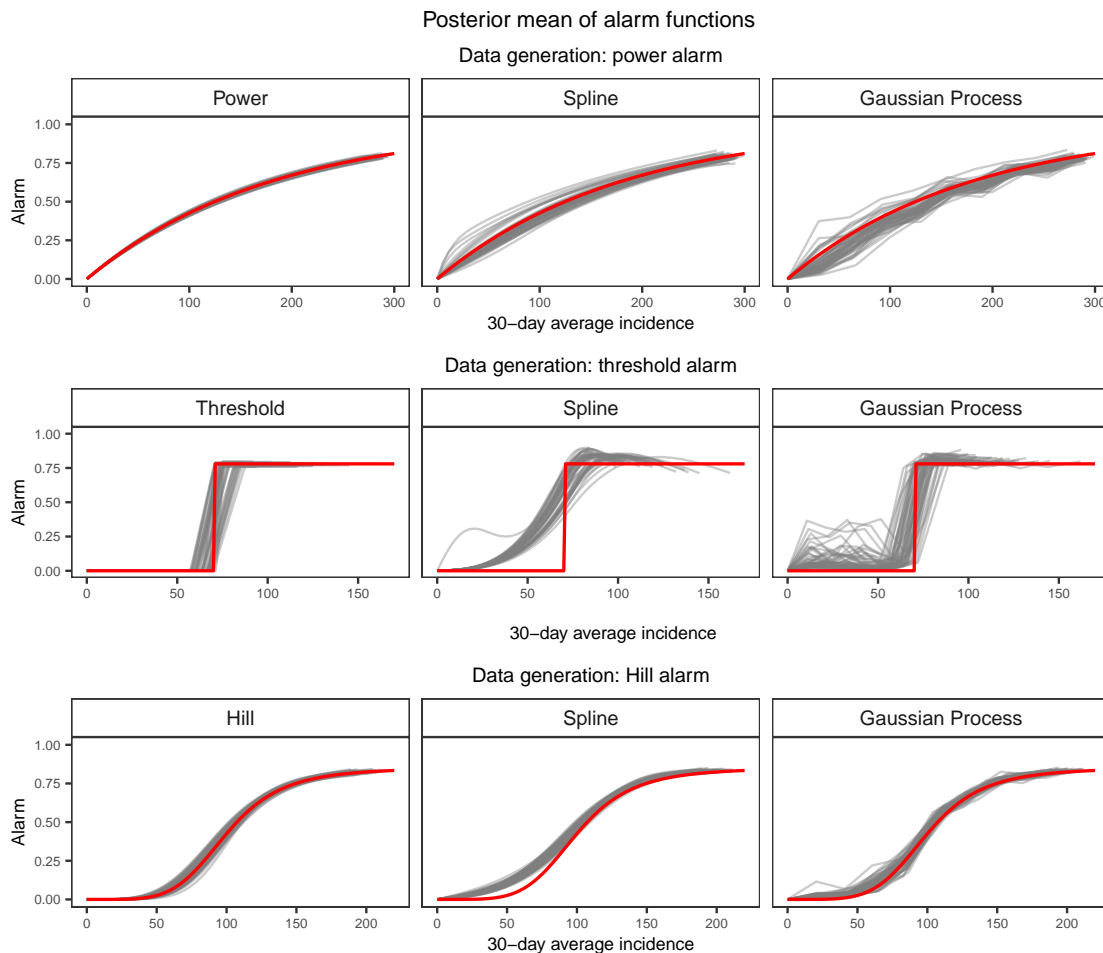 Posterior mean of alarm functions
Data generation: power alarm
Power Spline Gaussian Process
1.00
0.75
0.50
0.25
0.00
Alarm
0 100 200 300 0 100 200 300 0 100 200 300
30−day average incidence
Data generation: threshold alarm
Threshold Spline Gaussian Process
1.00
0.75
0.50
0.25
0.00
Alarm
0 50 100 150 0 50 100 150 0 50 100 150
30−day average incidence
Data generation: Hill alarm
Hill Spline Gaussian Process
1.00
0.75
0.50
0.25
0.00
Alarm
0 50 100 150 200 0 50 100 150 200 0 50 100 150 200
30−day average incidence